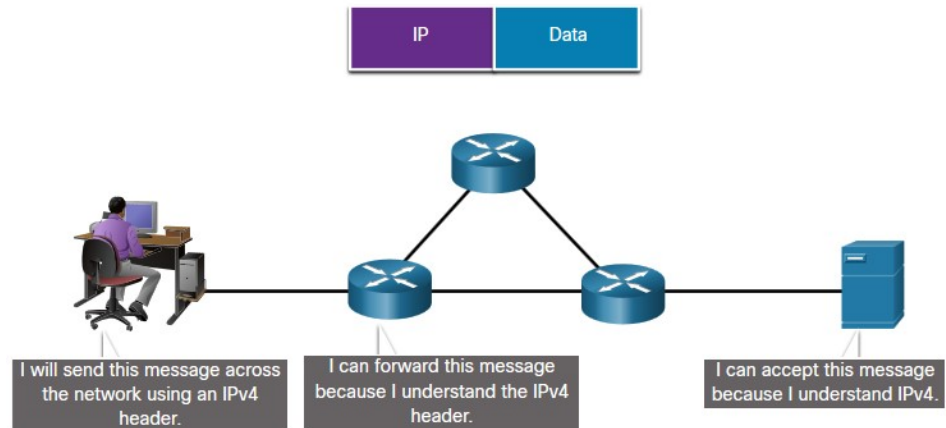 IP
Data
I will send this message across
the network using an IPv4
header.
I can forward this message
because I understand the IPv4
header.
I can accept this message
because I understand IPv4.